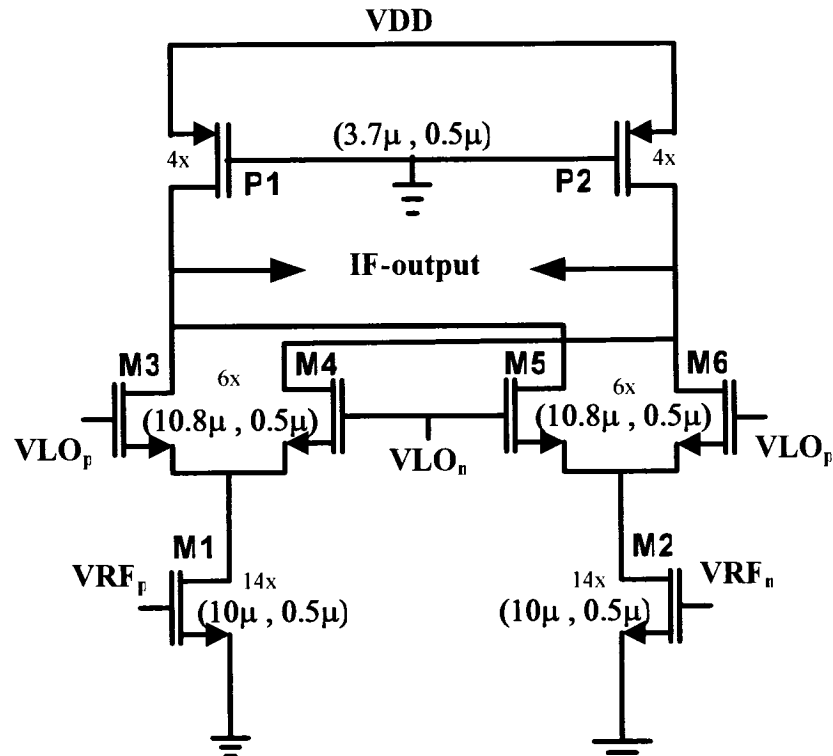 VDD
(3.7µ , 0.5µ)
4x
4x
P1
P2
IF-output
M3
M4
M5
M6
6x
6x
(10.8µ , 0.5µ)
(10.8µ , 0.5µ)
VLOp
VLOn
VLOp
M1
M2
VRFp
14x
14x
VRFn
(10µ , 0.5µ)
(10µ , 0.5µ)